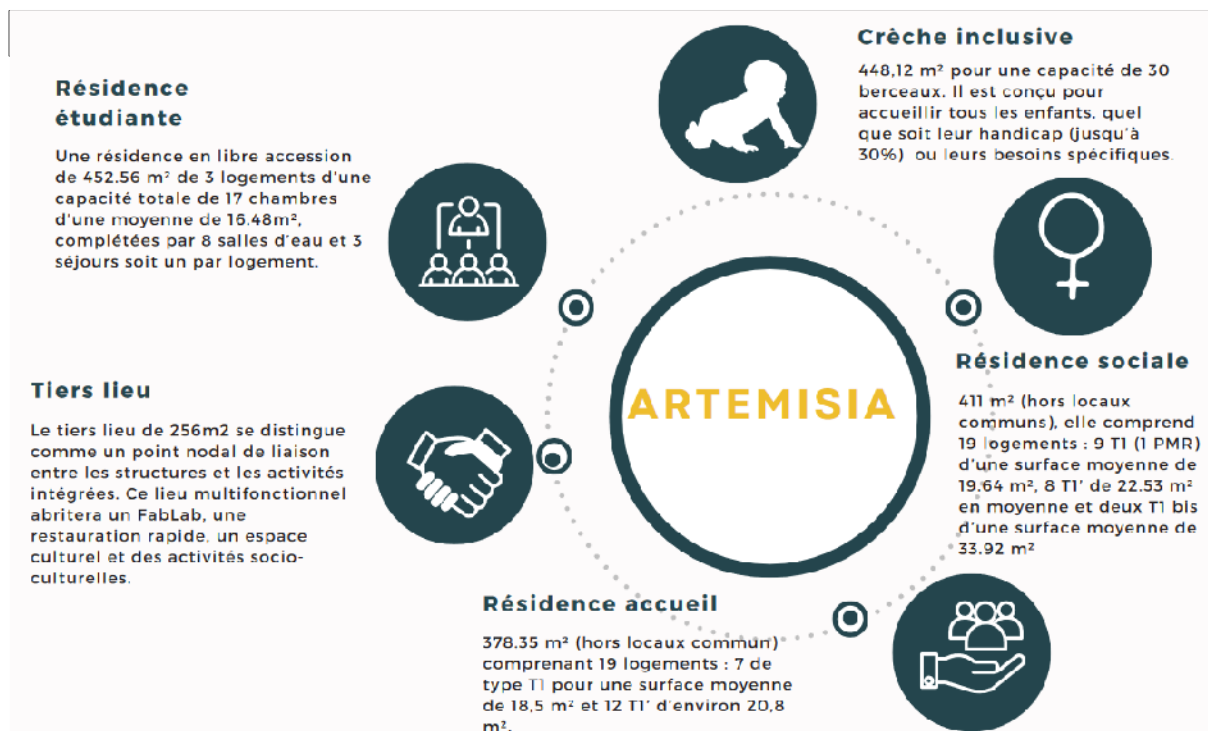 Crèche inclusive
448,12 m² pour une capacité de 30
berceaux. Il est conçu pour
accueillir tous les enfants, quel
que soit leur handicap (jusqu'à
30%) ou leurs besoins spécifiques.
Résidence
étudiante
Une résidence en libre accession
de 452.56 m² de 3 logements d'une
capacité totale de 17 chambres
d'une moyenne de 16.48m²,
complétées par 8 salles d'eau et 3
séjours soit un par logement.
ARTEMISIA
Résidence sociale
411 m² (hors locaux
communs), elle comprend
19 logements : 9 T1 (1 PMR)
d'une surface moyenne de
19.64 m², 8 T1' de 22.53 m²
en moyenne et deux T1 bis
d'une surface moyenne de
33.92 m²
Tiers lieu
Le tiers lieu de 256m2 se distingue
comme un point nodal de liaison
entre les structures et les activités
intégrées. Ce lieu multifonctionnel
abritera un FabLab, une
restauration rapide, un espace
culturel et des activités socio-
culturelles.
Résidence accueil
378.35 m² (hors locaux commun)
comprenant 19 logements : 7 de
type T1 pour une surface moyenne
de 18,5 m² et 12 T1' d'environ 20,8
m².